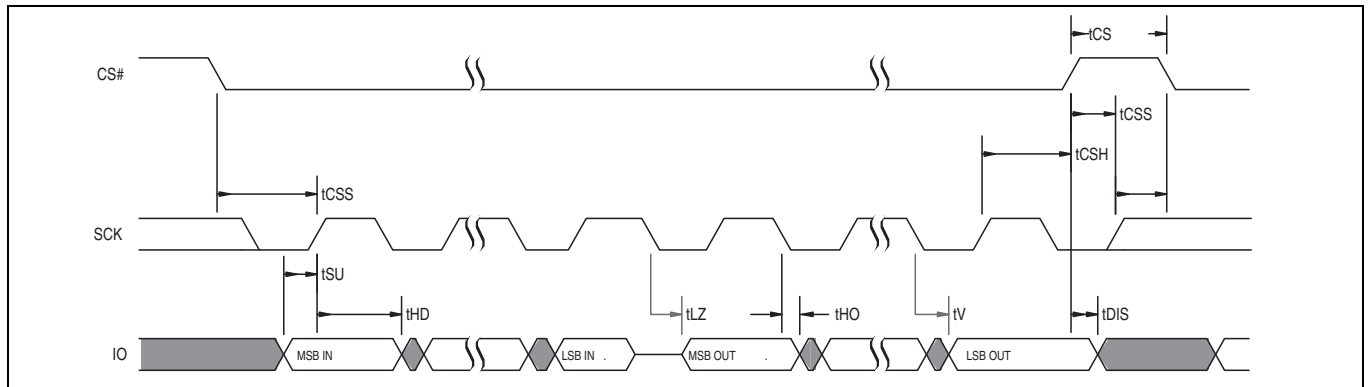 tCS
CS#
tCSS
tCSH
tCSS
SCK
tSU
tHD
tLZ
tHO
tV
tDIS
IO
MSB IN
LSB IN .
MSB OUT .
LSB OUT